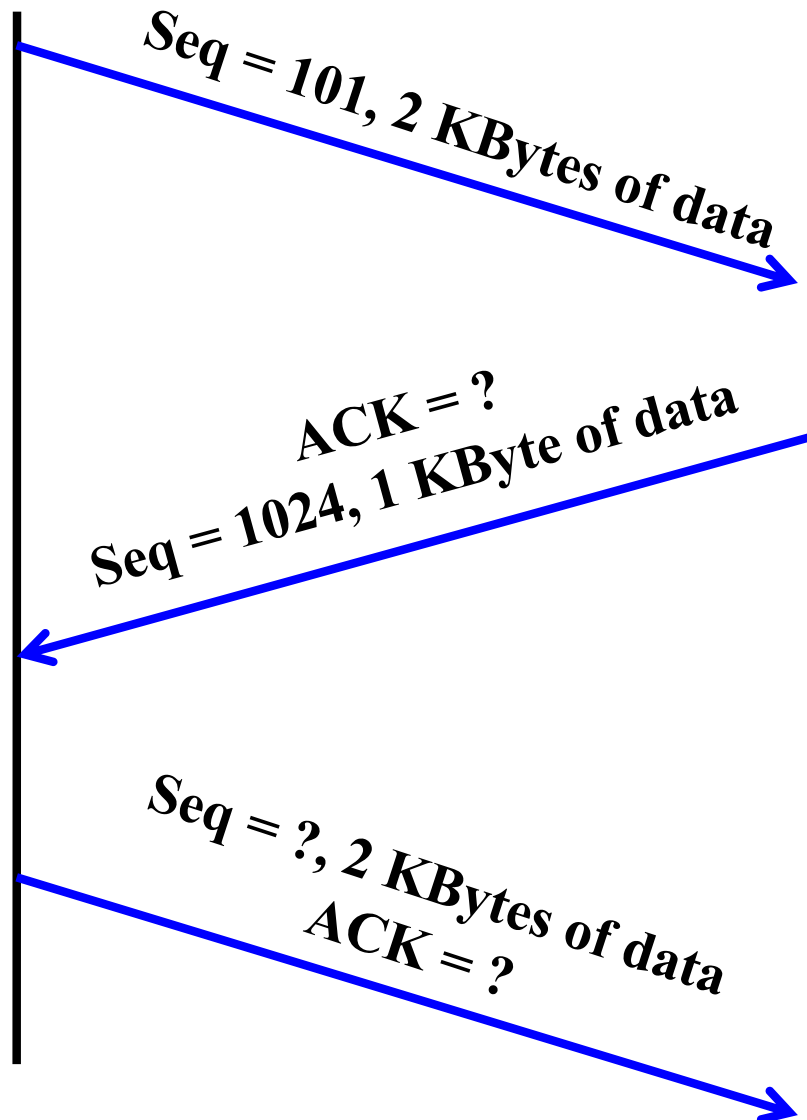 Seq = 101, 2 KBytes of data
ACK = ?
Seq = 1024, 1 KByte of data
Seq = ?, 2 KBytes of data
ACK = ?